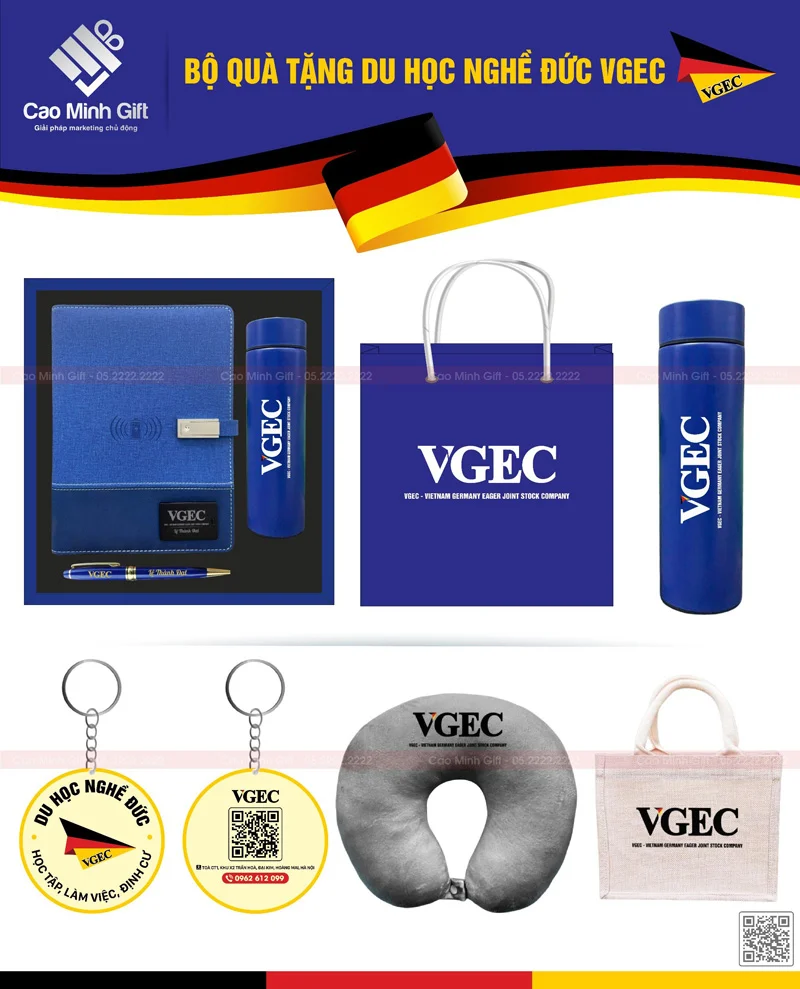 BỘ QUÀ TẶNG DU HỌC NGHỀ ĐỨC VGEC
VGEC
Cao Minh Gift
Giải pháp marketing chủ động
Cao Minh Gift - 05.2222.2222
Cao Minh Gift - 05.2222.2222
Cao Minh Gift - 05.2222.2222
VGEC
VGEC - VIETNAM GERMANY EAGER JOINT STOCK COMPANY
VGEC
Lê Thành Đạt
VGEC
Lê Thành Đạt
VGEC
VGEC - VIETNAM GERMANY EAGER JOINT STOCK COMPANY
VGEC
VGEC - VIETNAM GERMANY EAGER JOINT STOCK COMPANY
Cao Minh Gift - 05.2222.2222
Cao Minh Gift - 05.2222.2222
Cao Minh Gift - 05.2222.2222
DU HỌC NGHỀ ĐỨC
VGEC
HỌC TẬP, LÀM VIỆC, ĐỊNH CƯ
VGEC
TOÀ CT1, KHU X2 TRẦN HOÀ, ĐẠI KIM, HOÀNG MAI, HÀ NỘI
0962 612 099
VGEC
VGEC - VIETNAM GERMANY EAGER JOINT STOCK COMPANY
VGEC
VGEC - VIETNAM GERMANY EAGER JOINT STOCK COMPANY